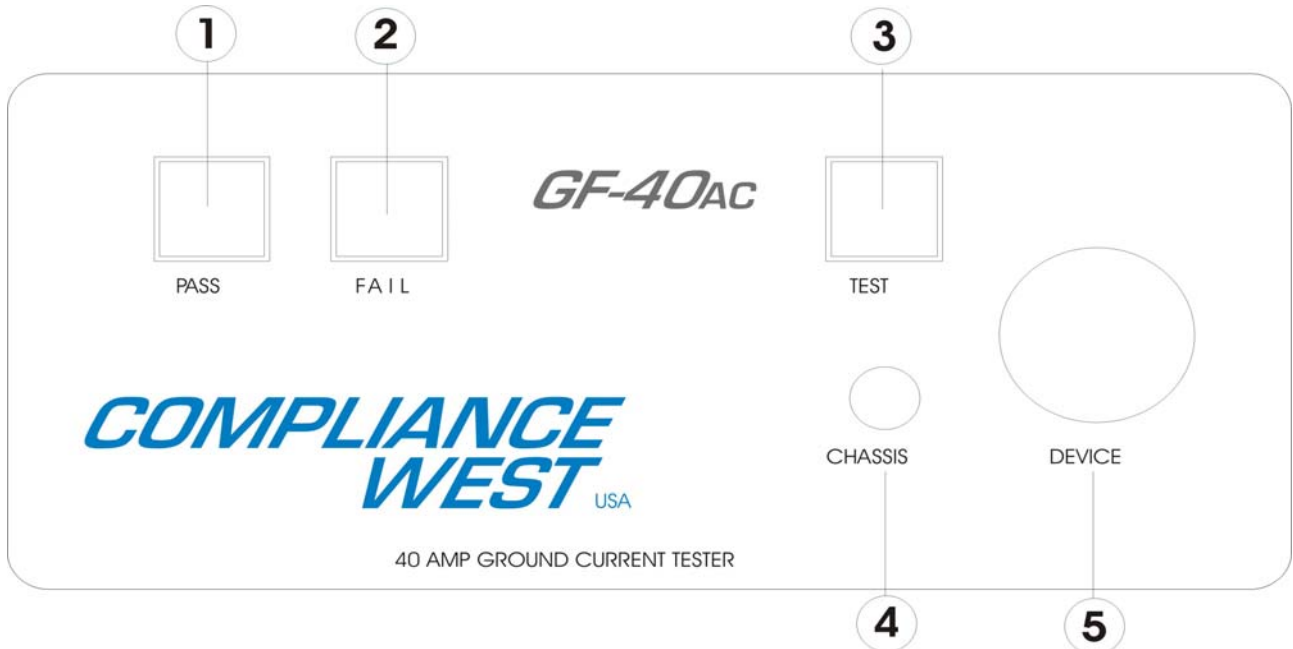 1 2 3
GF-40AC
PASS FAIL TEST
COMPLIANCE
WEST USA
CHASSIS DEVICE
40 AMP GROUND CURRENT TESTER
4 5